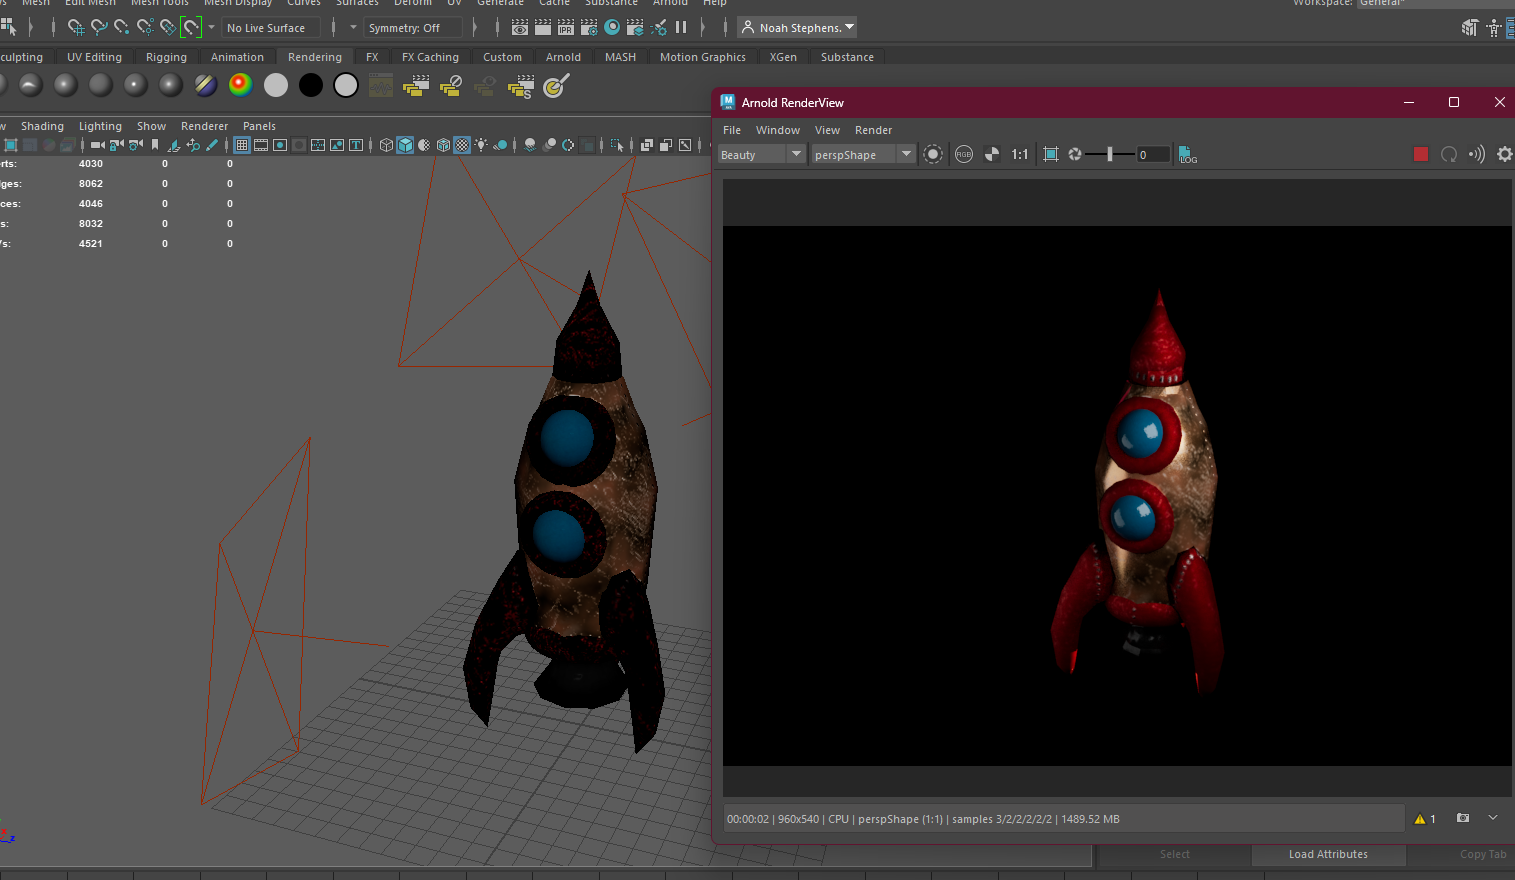 Mesh Edit Mesh Mesh Tools Mesh Display Curves Surfaces Deform UV Generate Cache Substance Arnold Help Workspace: General*
No Live Surface Symmetry: Off IPR Noah Stephens.
culpting UV Editing Rigging Animation Rendering FX FX Caching Custom Arnold MASH Motion Graphics XGen Substance
S
M Arnold RenderView
w Shading Lighting Show Renderer Panels
File Window View Render
T
Beauty perspShape RGB 1:1 0 LOG
erts: 4030 0 0
ges: 8062 0 0
ces: 4046 0 0
s: 8032 0 0
's: 4521 0 0
z
00:00:02 | 960x540 | CPU | perspShape (1:1) | samples 3/2/2/2/2/2 | 1489.52 MB 1
Select Load Attributes Copy Tab